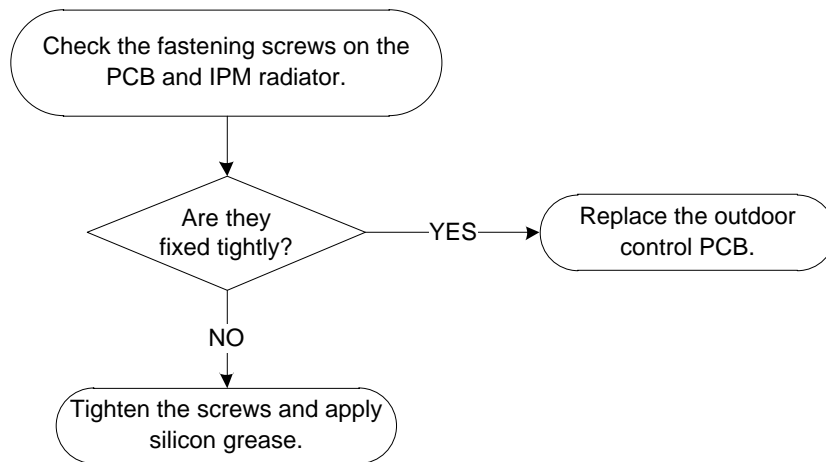 Check the fastening screws on the
PCB and IPM radiator.
Are they
fixed tightly?
YES
Replace the outdoor
control PCB.
NO
Tighten the screws and apply
silicon grease.